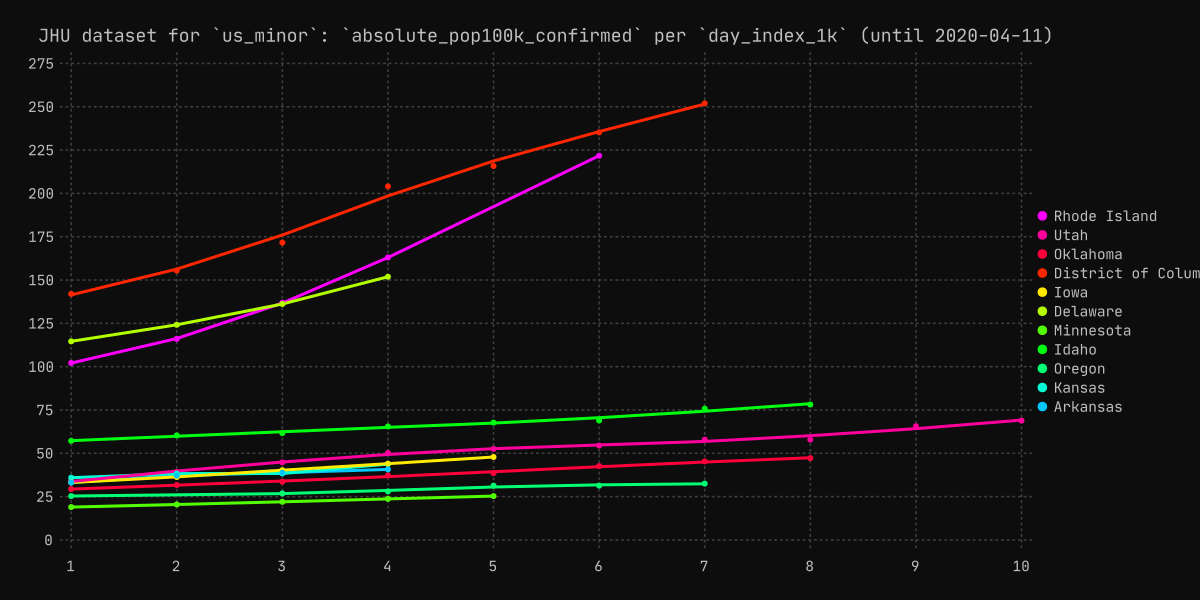 JHU dataset for `us_minor`: `absolute_pop100k_confirmed` per `day_index_1k` (until 2020-04-11)
275
250
225
200
175
150
125
100
75
50
25
0
1 2 3 4 5 6 7 8 9 10
Rhode Island
Utah
Oklahoma
District of Colum
Iowa
Delaware
Minnesota
Idaho
Oregon
Kansas
Arkansas